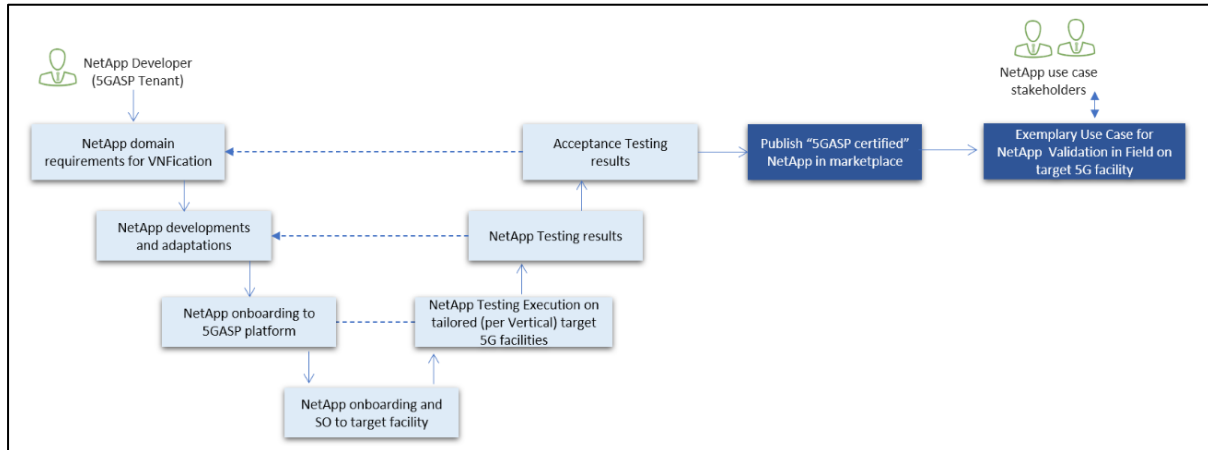 NetApp Developer
(5GASP Tenant)
NetApp use case
stakeholders
NetApp domain
requirements for VNFication
Acceptance Testing
results
Publish “5GASP certified”
NetApp in marketplace
Exemplary Use Case for
NetApp Validation in Field on
target 5G facility
NetApp developments
and adaptations
NetApp Testing results
NetApp onboarding to
5GASP platform
NetApp Testing Execution on
tailored (per Vertical) target
5G facilities
NetApp onboarding and
SO to target facility